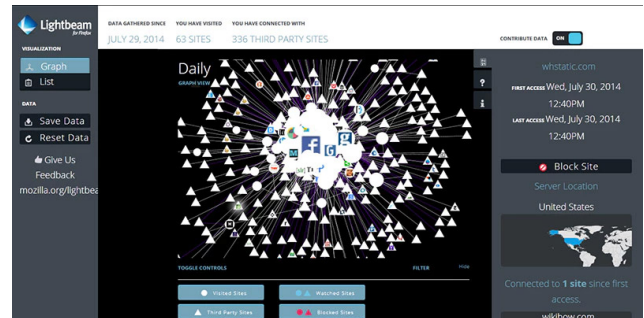 Lightbeam
for Firefox
DATA GATHERED SINCE
JULY 29, 2014
YOU HAVE VISITED
63 SITES
YOU HAVE CONNECTED WITH
336 THIRD PARTY SITES
CONTRIBUTE DATA
ON
VISUALIZATION
Graph
List
DATA
Save Data
Reset Data
Give Us
Feedback
mozilla.org/lightbea
Daily
GRAPH VIEW
TOGGLE CONTROLS
FILTER
Hide
Visited Sites
Watched Sites
Third Party Sites
Blocked Sites
?
i
whstatic.com
FIRST ACCESS Wed, July 30, 2014
12:40PM
LAST ACCESS Wed, July 30, 2014
12:40PM
Block Site
Server Location
United States
Connected to 1 site since first
access.
wikihow.com